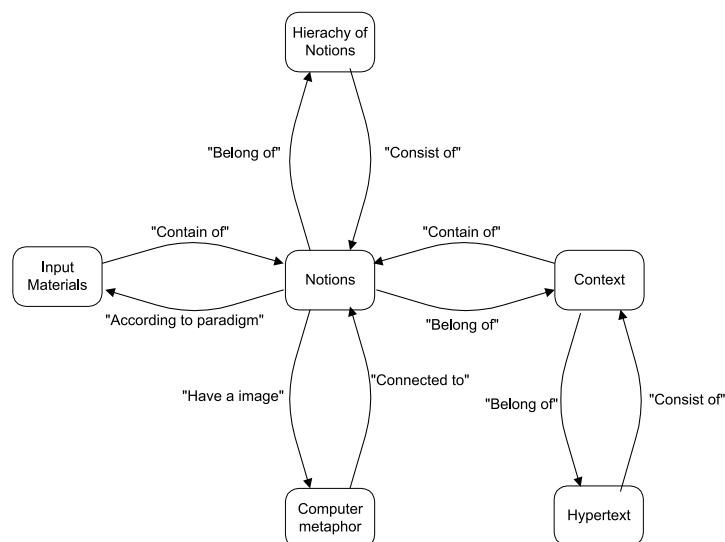 Hierachy of
Notions
"Belong of"
"Consist of"
"Contain of"
"Contain of"
Input
Materials
Notions
Context
"According to paradigm"
"Belong of"
"Have a image"
"Connected to"
"Belong of"
"Consist of"
Computer
metaphor
Hypertext